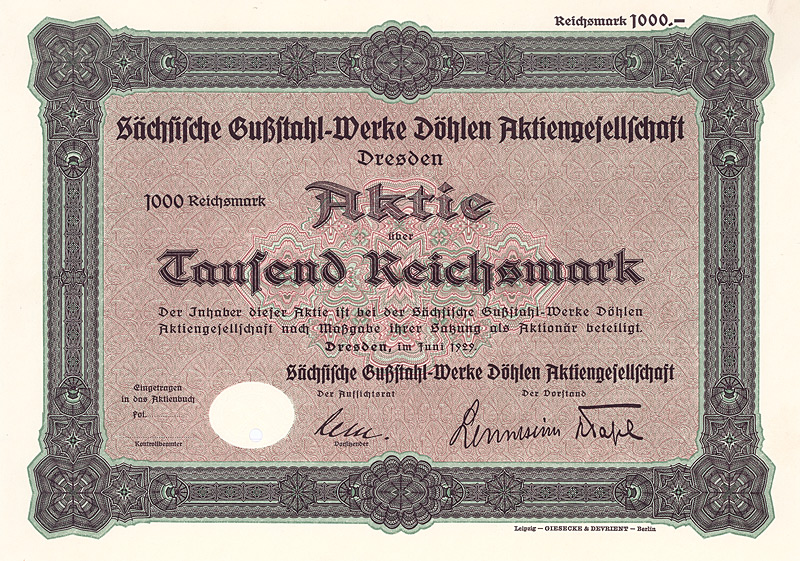 Reichsmark 1000.—
Sächsische Gußstahl-Werke Döhlen Aktiengesellschaft
Dresden
1000 Reichsmark
Aktie
über
Tausend Reichsmark
Der Inhaber dieser Aktie ist bei der Sächsische Gußstahl-Werke Döhlen
Aktiengesellschaft nach Maßgabe ihrer Satzung als Aktionär beteiligt.
Dresden, im Juni 1929.
Sächsische Gußstahl-Werke Döhlen Aktiengesellschaft
Der Aufsichtsrat Der Vorstand
Eingetragen
in das Aktienbuch
Fol.
Kontrollbeamter
Vorsitzender
Leipzig — GIESECKE & DEVRIENT — Berlin